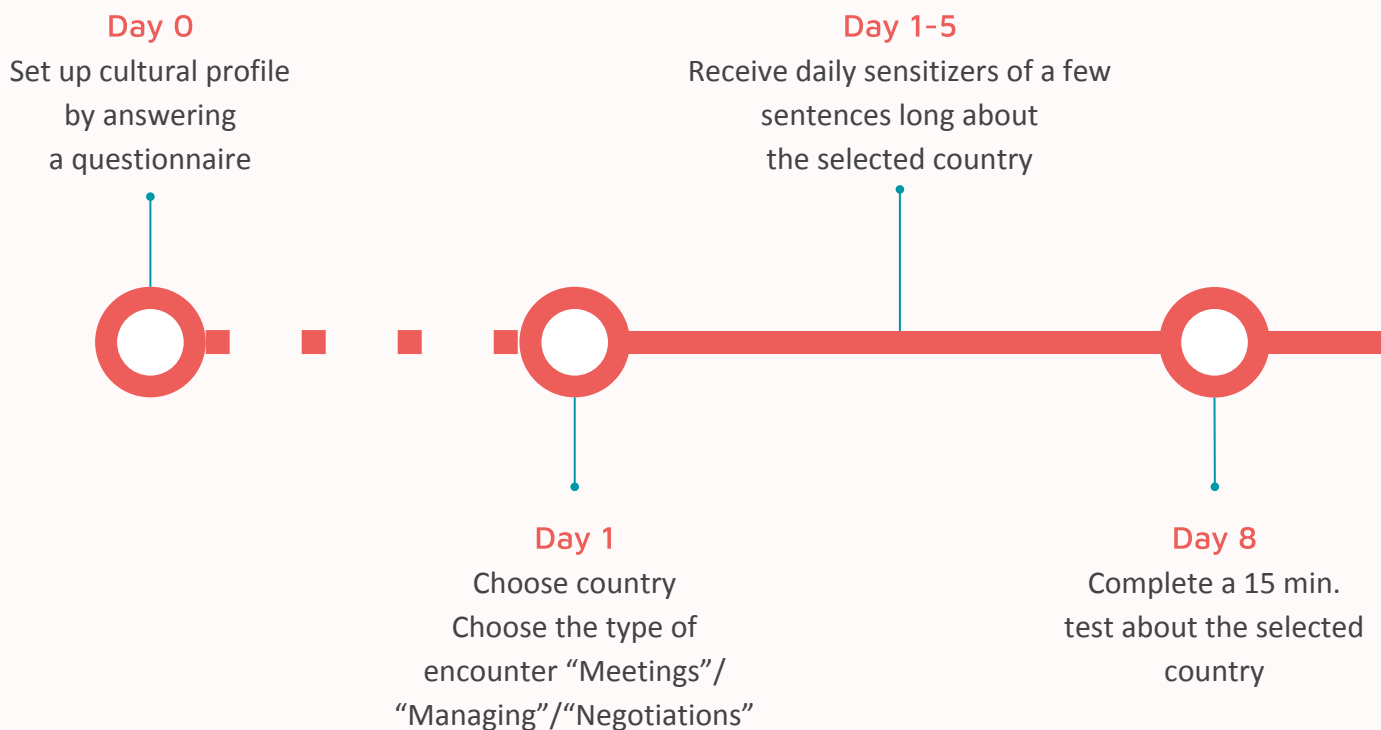 Day 0
Set up cultural profile
by answering
a questionnaire
Day 1-5
Receive daily sensitizers of a few
sentences long about
the selected country
Day 1
Choose country
Choose the type of
encounter “Meetings”/
“Managing”/“Negotiations”
Day 8
Complete a 15 min.
test about the selected
country